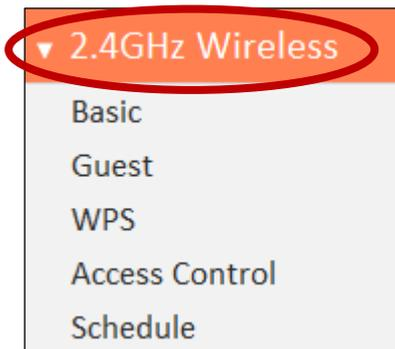 ▼ 2.4GHz Wireless
Basic
Guest
WPS
Access Control
Schedule